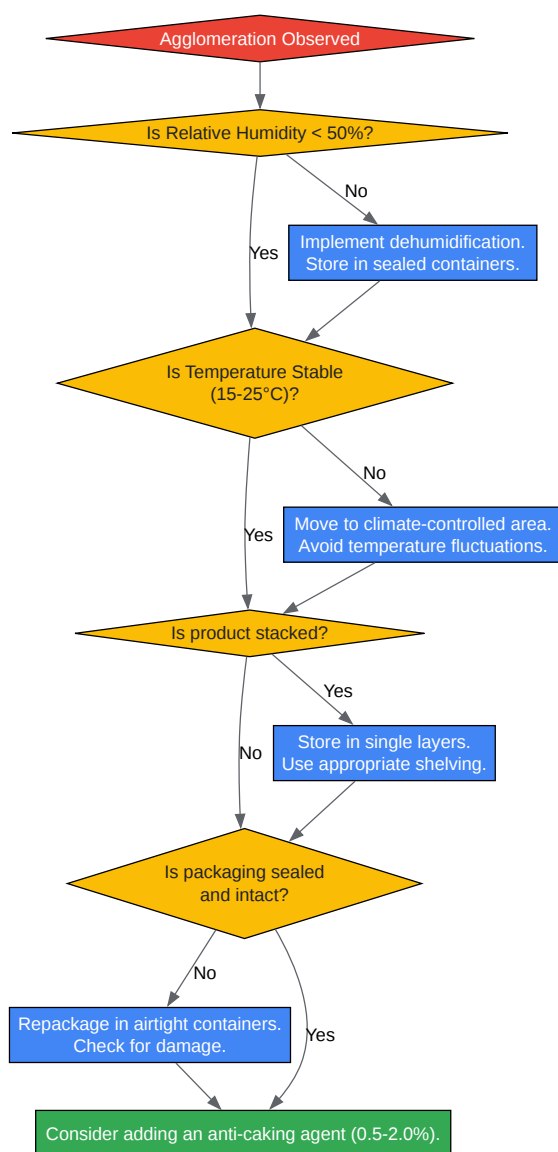 Agglomeration Observed
Is Relative Humidity < 50%?
No
Implement dehumidification.
Store in sealed containers.
Yes
Is Temperature Stable
(15-25°C)?
No
Move to climate-controlled area.
Avoid temperature fluctuations.
Yes
Is product stacked?
Yes
Store in single layers.
Use appropriate shelving.
No
Is packaging sealed
and intact?
No
Repackage in airtight containers.
Check for damage.
Yes
Consider adding an anti-caking agent (0.5-2.0%).